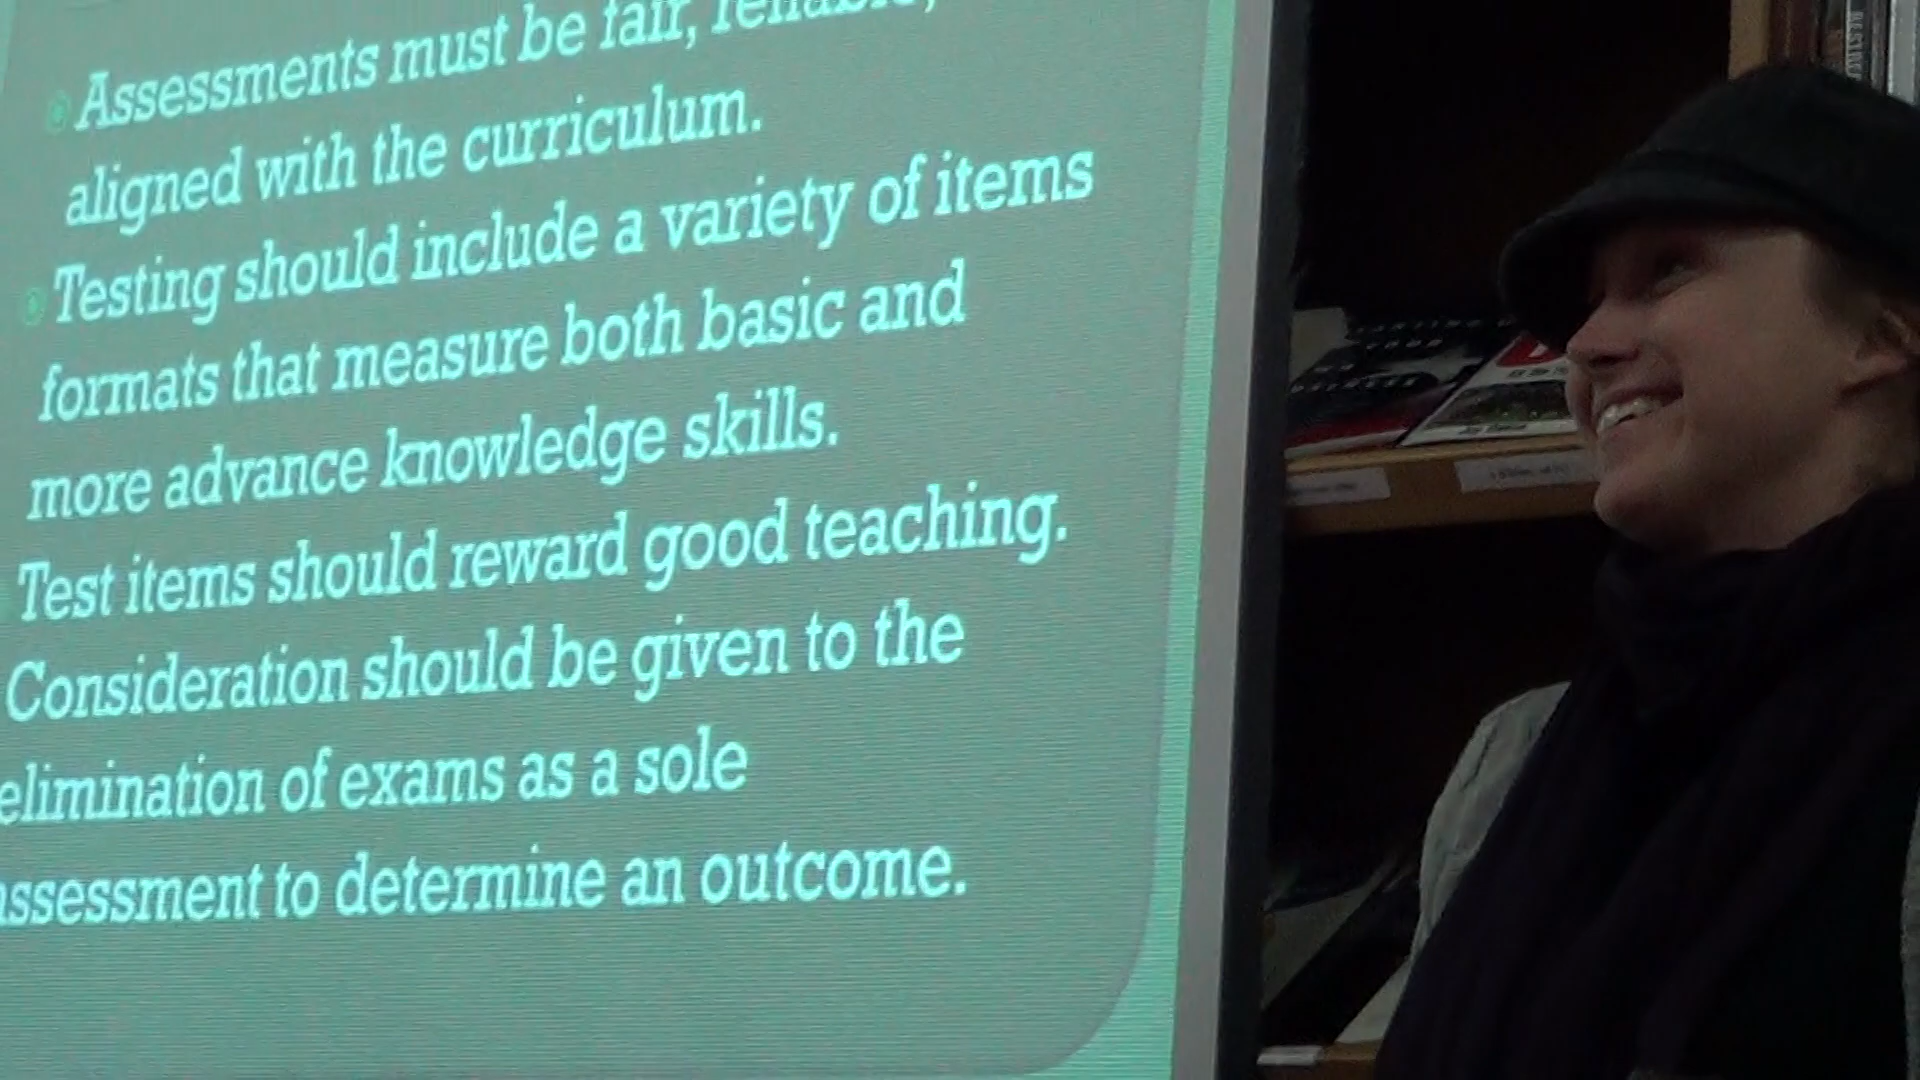 Assessments must be fair, reliable,
aligned with the curriculum.
Testing should include a variety of items
formats that measure both basic and
more advance knowledge skills.
Test items should reward good teaching.
Consideration should be given to the
elimination of exams as a sole
assessment to determine an outcome.